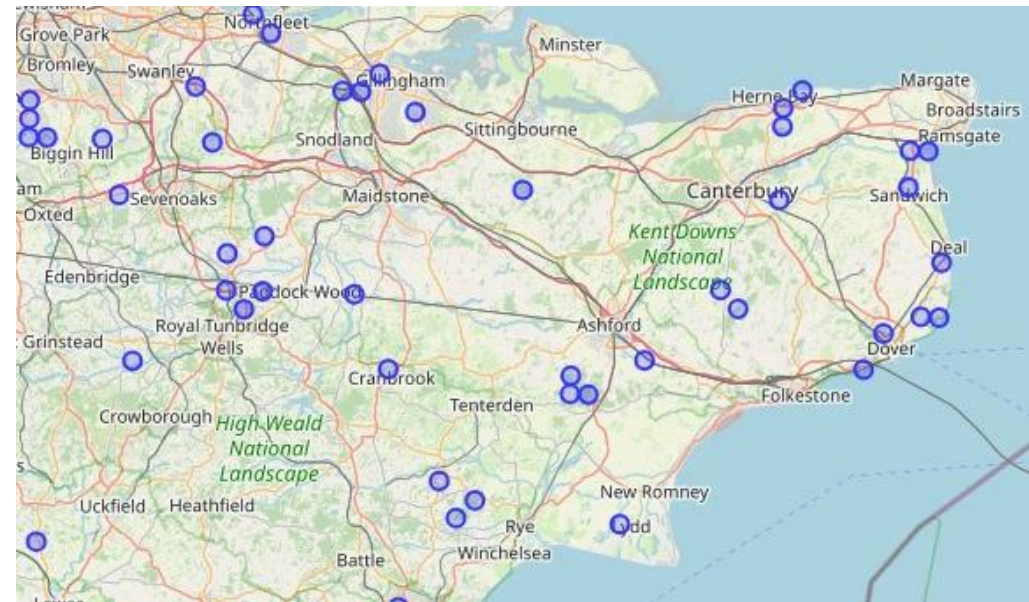 Northfleet
Grove Park
Minster
Bromley
Swanley
Gillingham
Margate
Herne Bay
Broadstairs
Sittingbourne
Snodland
Ramsgate
Biggin Hill
Canterbury
am
Sevenoaks
Maidstone
Sandwich
Oxted
Kent Downs
National
Landscape
Deal
Edenbridge
Paddock Wood
Royal Tunbridge
Wells
Ashford
Grinstead
Dover
Cranbrook
Folkestone
Tenterden
Crowborough
High Weald
National
Landscape
s
New Romney
Uckfield
Heathfield
Rye
ydd
Winchelsea
Battle